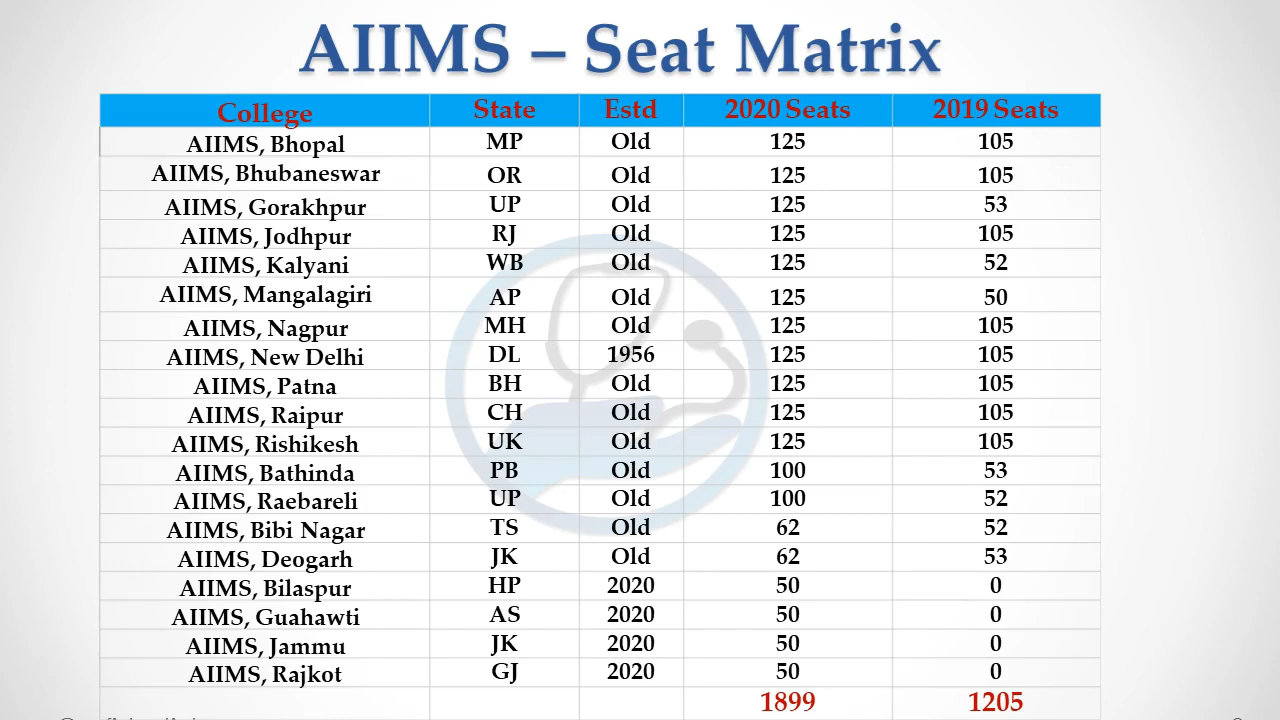 AIIMS – Seat Matrix
College State Estd 2020 Seats 2019 Seats
AIIMS, Bhopal MP Old 125 105
AIIMS, Bhubaneswar OR Old 125 105
AIIMS, Gorakhpur UP Old 125 53
AIIMS, Jodhpur RJ Old 125 105
AIIMS, Kalyani WB Old 125 52
AIIMS, Mangalagiri AP Old 125 50
AIIMS, Nagpur MH Old 125 105
AIIMS, New Delhi DL 1956 125 105
AIIMS, Patna BH Old 125 105
AIIMS, Raipur CH Old 125 105
AIIMS, Rishikesh UK Old 125 105
AIIMS, Bathinda PB Old 100 53
AIIMS, Raebareli UP Old 100 52
AIIMS, Bibi Nagar TS Old 62 52
AIIMS, Deogarh JK Old 62 53
AIIMS, Bilaspur HP 2020 50 0
AIIMS, Guahawti AS 2020 50 0
AIIMS, Jammu JK 2020 50 0
AIIMS, Rajkot GJ 2020 50 0
1899 1205